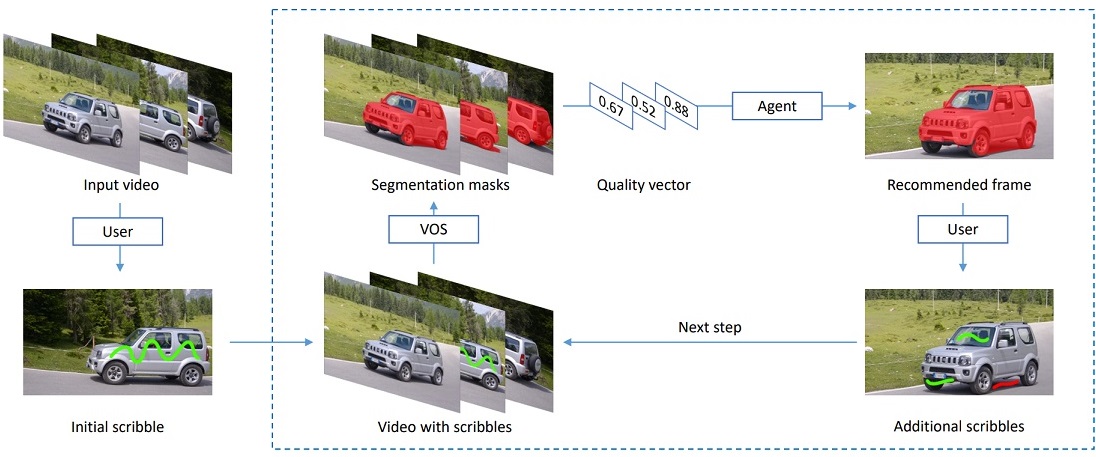 Input video
User
Initial scribble
Segmentation masks
0.67
0.52
0.88
Quality vector
Agent
Recommended frame
VOS
User
Video with scribbles
Next step
Additional scribbles